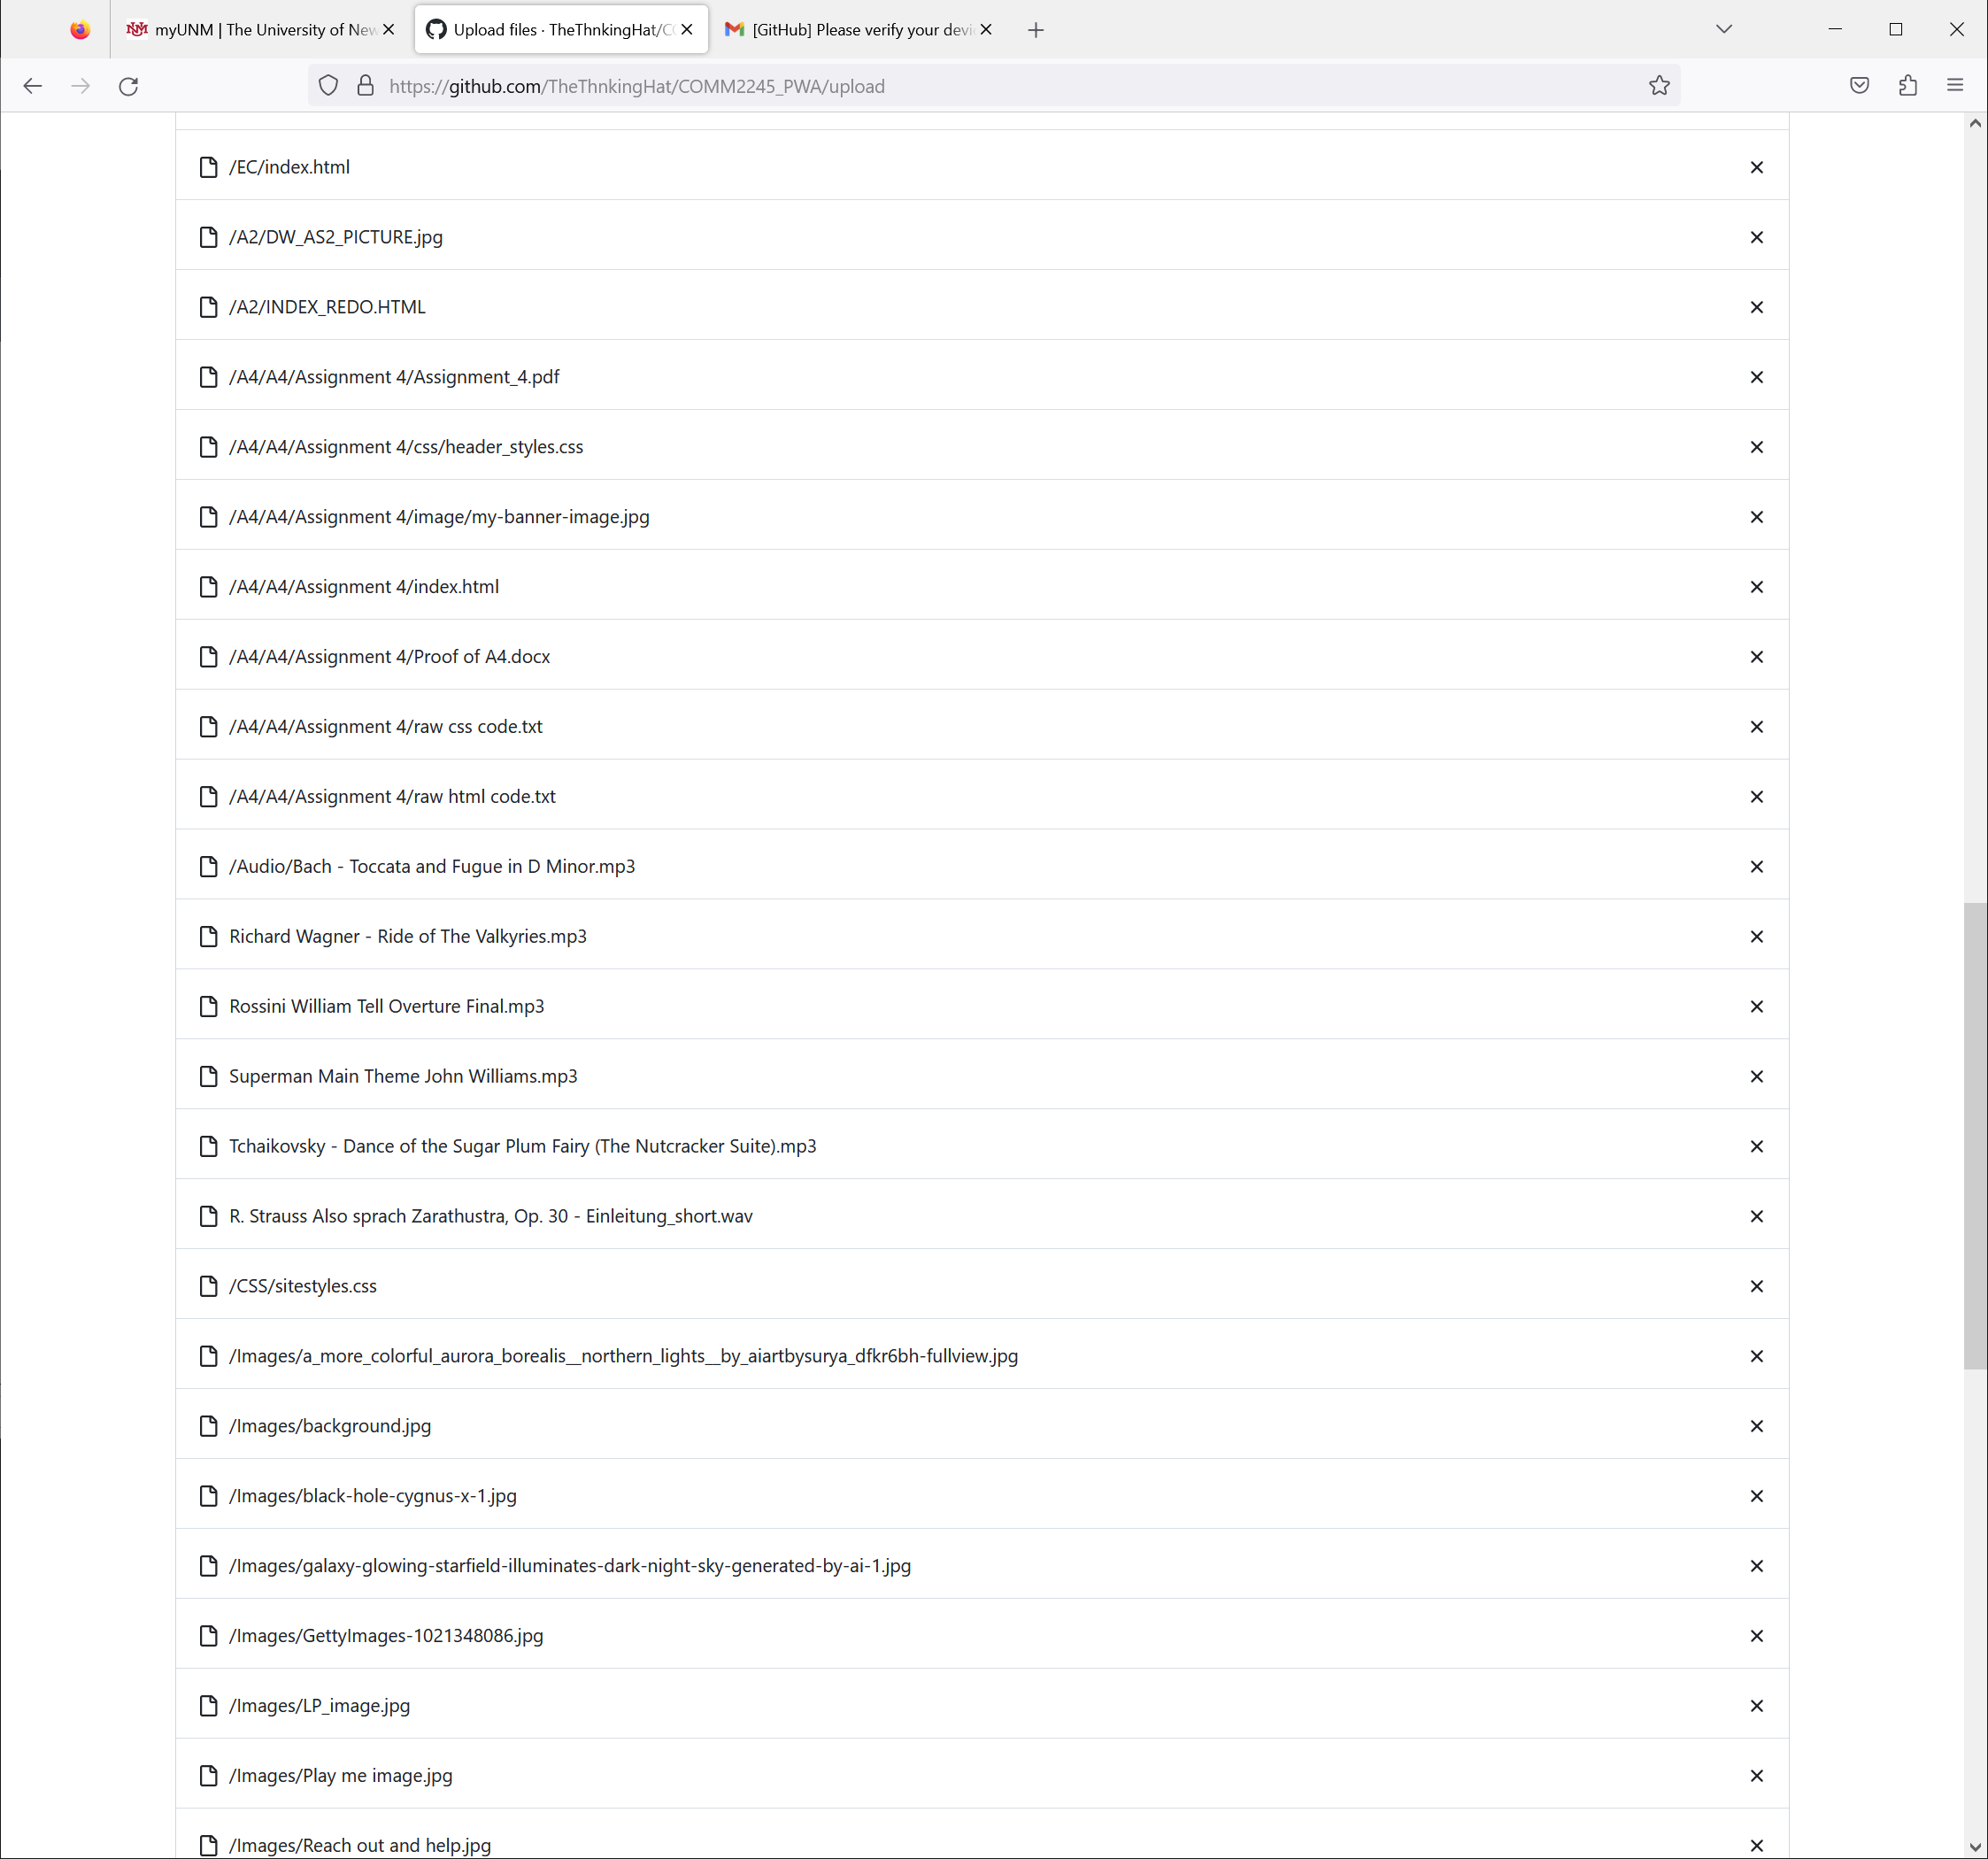 myUNM | The University of New
Upload files · TheThnkingHat/CO
[GitHub] Please verify your devi
https://github.com/TheThnkingHat/COMM2245_PWA/upload
/EC/index.html
/A2/DW_AS2_PICTURE.jpg
/A2/INDEX_REDO.HTML
/A4/A4/Assignment 4/Assignment_4.pdf
/A4/A4/Assignment 4/css/header_styles.css
/A4/A4/Assignment 4/image/my-banner-image.jpg
/A4/A4/Assignment 4/index.html
/A4/A4/Assignment 4/Proof of A4.docx
/A4/A4/Assignment 4/raw css code.txt
/A4/A4/Assignment 4/raw html code.txt
/Audio/Bach - Toccata and Fugue in D Minor.mp3
Richard Wagner - Ride of The Valkyries.mp3
Rossini William Tell Overture Final.mp3
Superman Main Theme John Williams.mp3
Tchaikovsky - Dance of the Sugar Plum Fairy (The Nutcracker Suite).mp3
R. Strauss Also sprach Zarathustra, Op. 30 - Einleitung_short.wav
/CSS/sitestyles.css
/Images/a_more_colorful_aurora_borealis__northern_lights__by_aiartbysurya_dfkr6bh-fullview.jpg
/Images/background.jpg
/Images/black-hole-cygnus-x-1.jpg
/Images/galaxy-glowing-starfield-illuminates-dark-night-sky-generated-by-ai-1.jpg
/Images/GettyImages-1021348086.jpg
/Images/LP_image.jpg
/Images/Play me image.jpg
/Images/Reach out and help.jpg